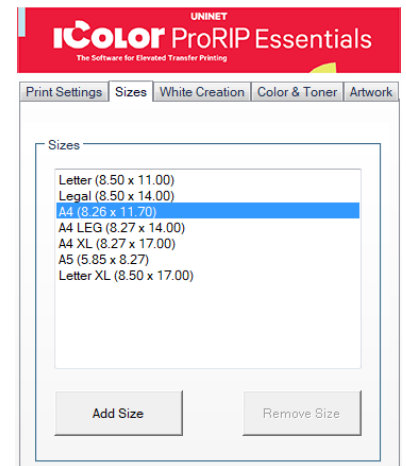 UNINET
IColor ProRIP Essentials
The Software for Elevated Transfer Printing
Print Settings Sizes White Creation Color & Toner Artwork
Sizes
Letter (8.50 x 11.00)
Legal (8.50 x 14.00)
A4 (8.26 x 11.70)
A4 LEG (8.27 x 14.00)
A4 XL (8.27 x 17.00)
A5 (5.85 x 8.27)
Letter XL (8.50 x 17.00)
Add Size Remove Size